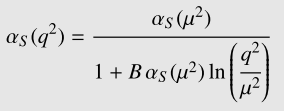 α_S(q²) = α_S(μ²) / (1 + B α_S(μ²) ln(q²/μ²))